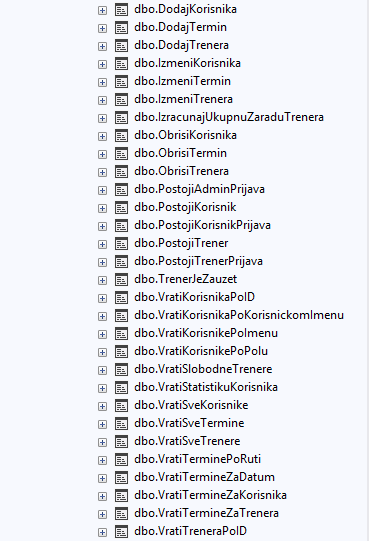 dbo.DodajKorisnika
dbo.DodajTermin
dbo.DodajTrenera
dbo.IzmeniKorisnika
dbo.IzmeniTermin
dbo.IzmeniTrenera
dbo.IzracunajUkupnuZaraduTrenera
dbo.ObrisiKorisnika
dbo.ObrisiTermin
dbo.ObrisiTrenera
dbo.PostojiAdminPrijava
dbo.PostojiKorisnik
dbo.PostojiKorisnikPrijava
dbo.PostojiTrener
dbo.PostojiTrenerPrijava
dbo.TrenerJeZauzet
dbo.VratiKorisnikaPoID
dbo.VratiKorisnikaPoKorisnickomImenu
dbo.VratiKorisnikePoImenu
dbo.VratiKorisnikePoPolu
dbo.VratiSlobodneTrenere
dbo.VratiStatistikuKorisnika
dbo.VratiSveKorisnike
dbo.VratiSveTermine
dbo.VratiSveTrenere
dbo.VratiTerminePoRuti
dbo.VratiTermineZaDatum
dbo.VratiTermineZaKorisnika
dbo.VratiTermineZaTrenera
dbo.VratiTreneraPoID